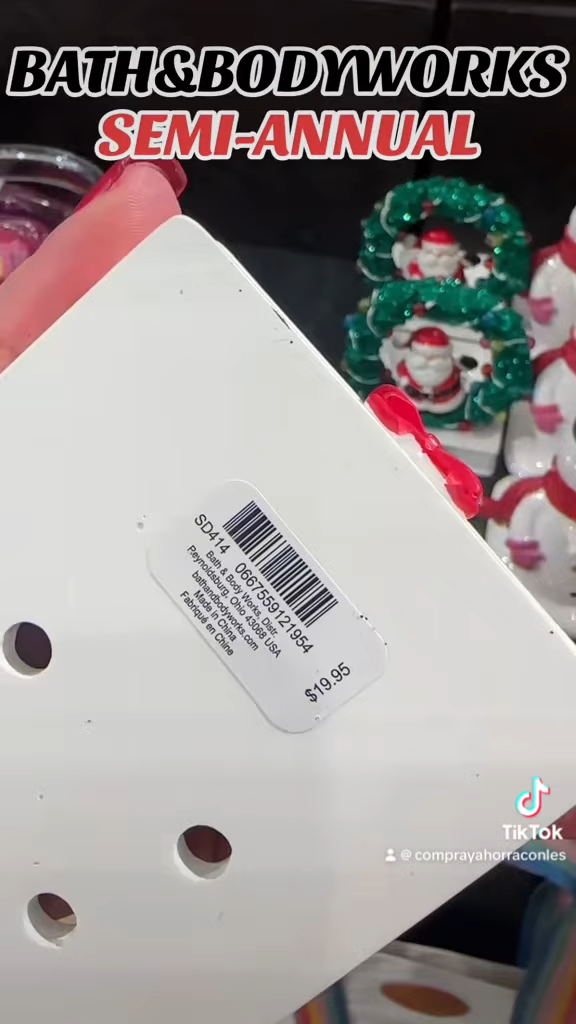 BATH&BODYWORKS
SEMI-ANNUAL
SD414 0667559121954
Bath & Body Works, Distr.
Reynoldsburg, Ohio 43068 USA
bathandbodyworks.com
Made in China
Fabriqué en Chine
$19.95
TikTok
@comprayahorraconles